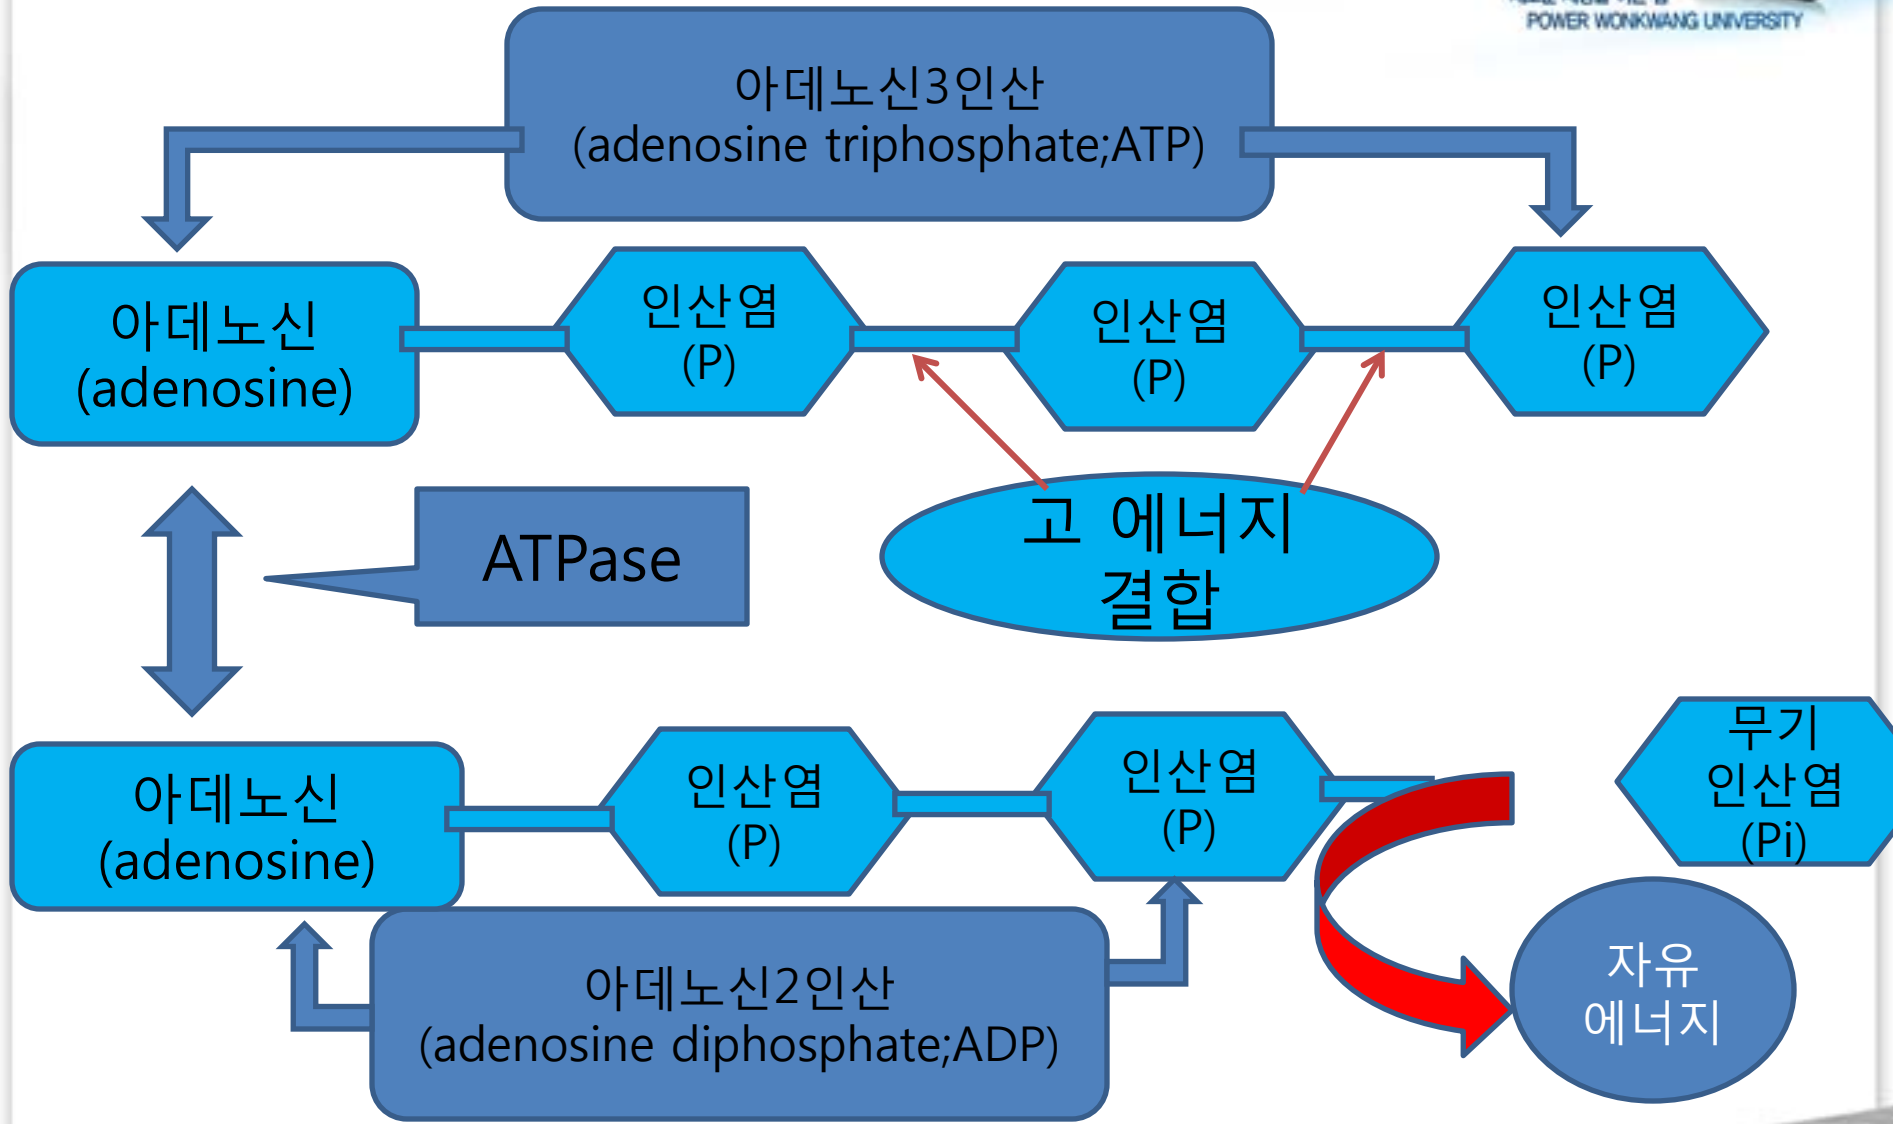 POWER WONKWANG UNIVERSITY
아데노신3인산
(adenosine triphosphate;ATP)
아데노신
(adenosine)
인산염
(P)
인산염
(P)
인산염
(P)
ATPase
고 에너지
결합
아데노신
(adenosine)
인산염
(P)
인산염
(P)
무기
인산염
(Pi)
아데노신2인산
(adenosine diphosphate;ADP)
자유
에너지